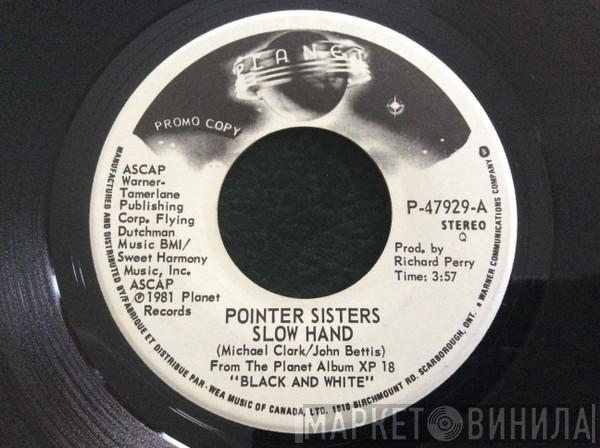 PLANET
PROMO COPY
ASCAP
Warner-
Tamerlane
Publishing
Corp. Flying
Dutchman
Music BMI/
Sweet Harmony
Music, Inc.
ASCAP
℗1981 Planet
Records
P-47929-A
STEREO
Q
Prod. by
Richard Perry
Time: 3:57
POINTER SISTERS
SLOW HAND
(Michael Clark/John Bettis)
From The Planet Album XP 18
"BLACK AND WHITE"
MANUFACTURED AND DISTRIBUTED BY/FABRIQUE ET DISTRIBUE PAR-WEA MUSIC OF CANADA, LTD. 1810 BIRCHMOUNT RD. SCARBOROUGH, ONT. * A WARNER COMMUNICATIONS COMPANY
МАРКЕТ ВИНИЛА